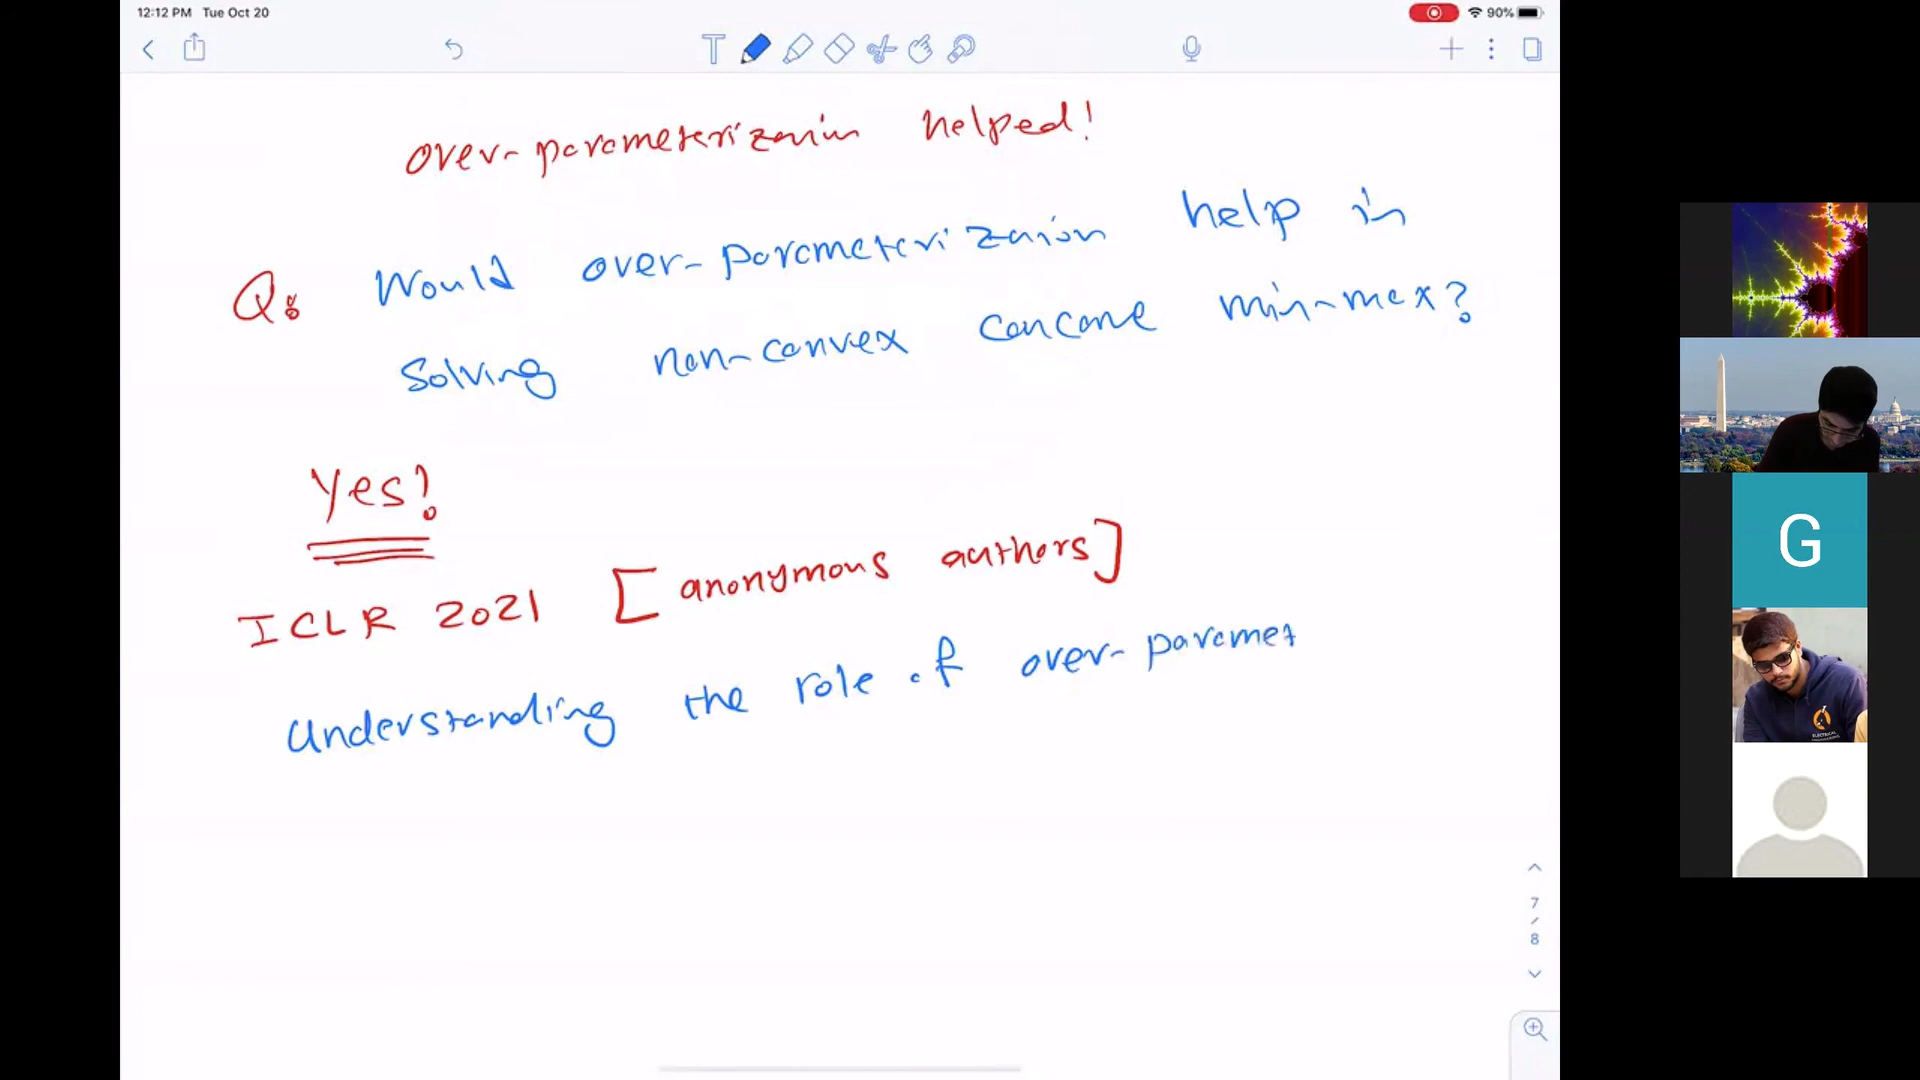 12:12 PM Tue Oct 20
90%
T
over-parameterization helped!
Q: Would over-parameterization help in
solving non-convex concave min-max?
Yes!
ICLR 2021 [anonymous authors]
Understanding the role of over-paramet
7
/
8
G
ELECTRICAL